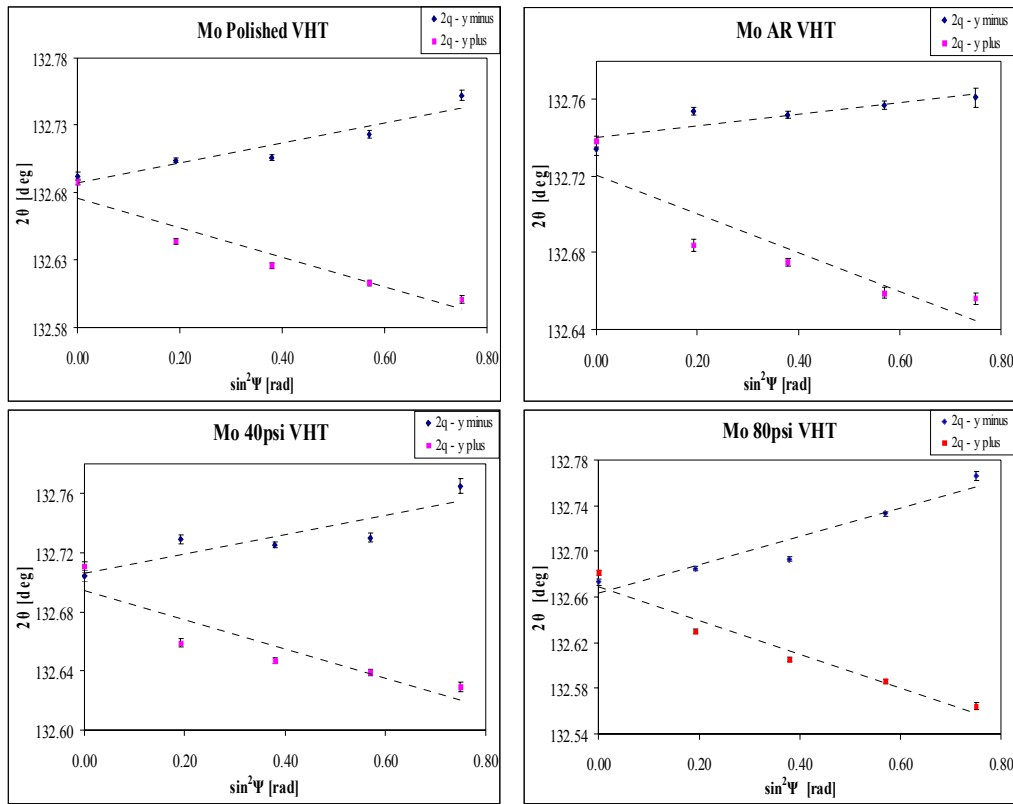 Mo Polished VHT
2q - y minus
2q - y plus
132.78
132.73
132.68
132.63
132.58
2θ [deg]
0.00 0.20 0.40 0.60 0.80
sin²Ψ [rad]
Mo AR VHT
2q - y minus
2q - y plus
132.76
132.72
132.68
132.64
2θ [deg]
0.00 0.20 0.40 0.60 0.80
sin²Ψ [rad]
Mo 40psi VHT
2q - y minus
2q - y plus
132.76
132.72
132.68
132.64
132.60
2θ [deg]
0.00 0.20 0.40 0.60 0.80
sin²Ψ [rad]
Mo 80psi VHT
2q - y minus
2q - y plus
132.78
132.74
132.70
132.66
132.62
132.58
132.54
2θ [deg]
0.00 0.20 0.40 0.60 0.80
sin²Ψ [rad]